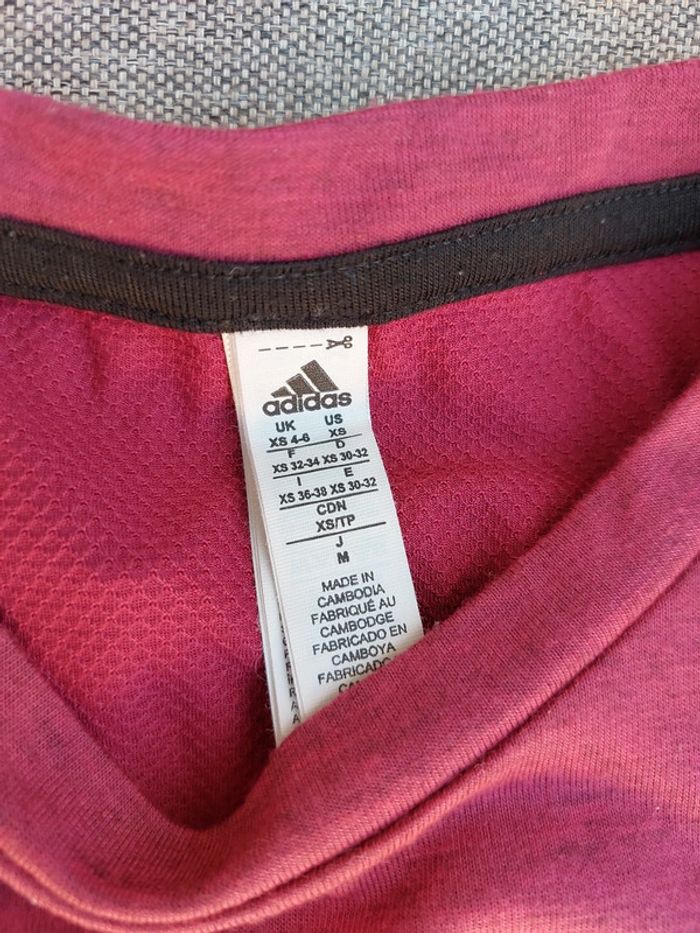 adidas
UK US
XS 4-6 XS
F D
XS 32-34 XS 30-32
I E
XS 36-38 XS 30-32
CDN
XS/TP
J
M
MADE IN
CAMBODIA
FABRIQUÉ AU
CAMBODGE
FABRICADO EN
CAMBOYA
FABRICADO